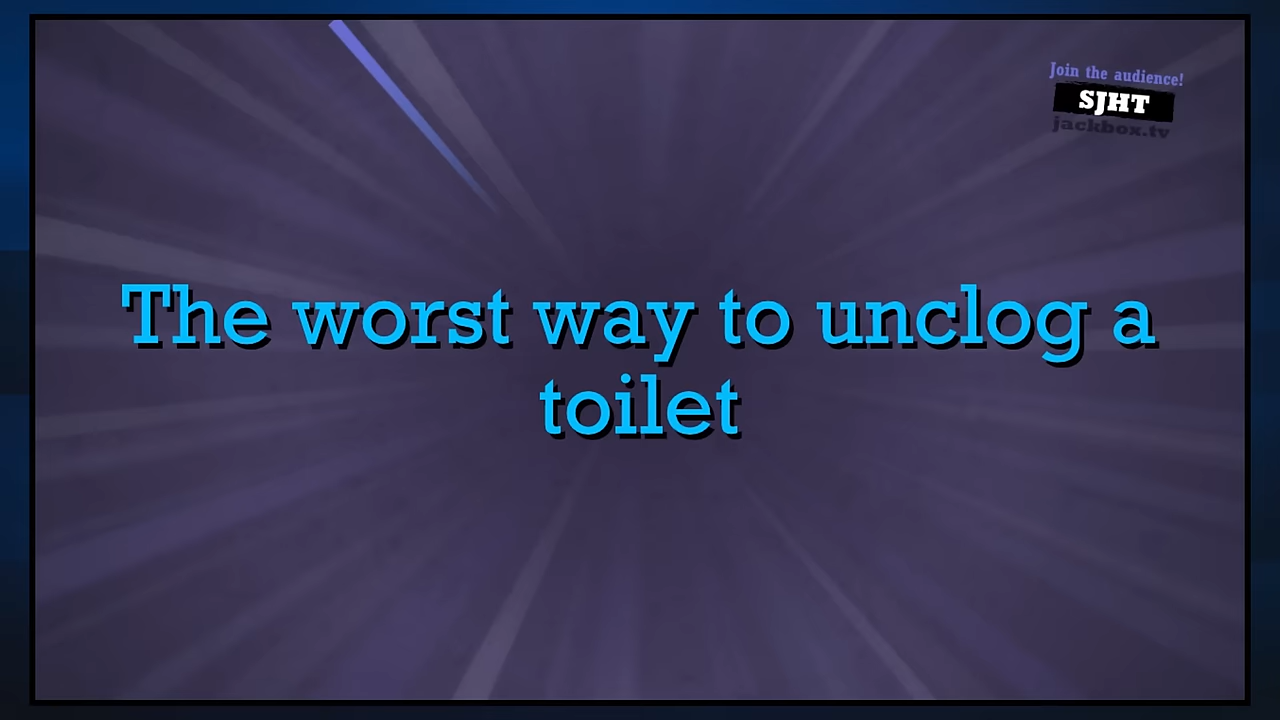 Join the audience!
SJHT
jackbox.tv
The worst way to unclog a
toilet